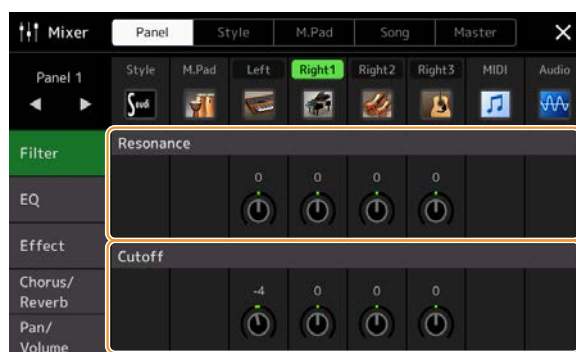 Mixer
Panel Style M.Pad Song Master
Panel 1
Style M.Pad Left Right1 Right2 Right3 MIDI Audio
Filter
Resonance
0 0 0 0
EQ
Effect
Cutoff
-4 0 0 0
Chorus/
Reverb
Pan/
Volume